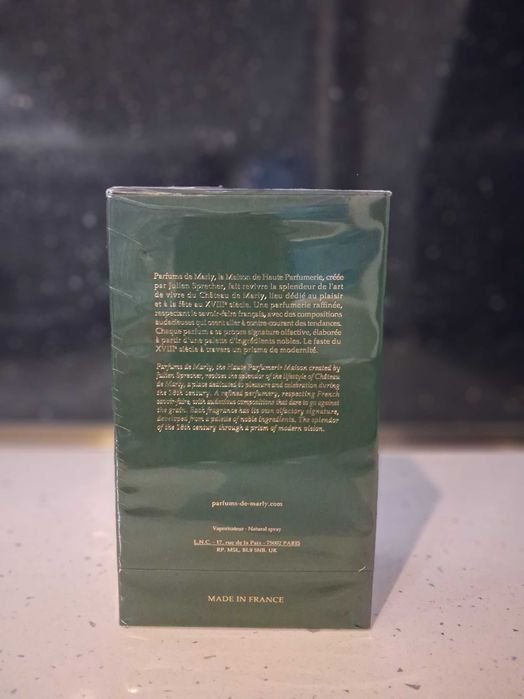 Parfums de Marly, la Maison de Haute Parfumerie, créée
par Julien Sprecher, fait revivre la splendeur de l'art
de vivre du Château de Marly, lieu dédié au plaisir
et à la fête au XVIIIᵉ siècle. Une parfumerie raffinée,
respectant le savoir-faire français, avec des compositions
audacieuses qui osent aller à contre-courant des tendances.
Chaque parfum a sa propre signature olfactive, élaborée
à partir d'une palette d'ingrédients nobles. Le faste du
XVIIIᵉ siècle à travers un prisme de modernité.
Parfums de Marly, the Haute Parfumerie Maison created by
Julien Sprecher, revives the splendor of the lifestyle of Château
de Marly, a place dedicated to pleasure and celebration during
the 18th century. A refined perfumery, respecting French
savoir-faire, with audacious compositions that dare to go against
the grain. Each fragrance has its own olfactory signature,
developed from a palette of noble ingredients. The splendor
of the 18th century through a prism of modern vision.
parfums-de-marly.com
Vaporisateur - Natural spray
L.N.C. - 17, rue de la Paix - 75002 PARIS
RP. MSL, BL9 5NB. UK
MADE IN FRANCE